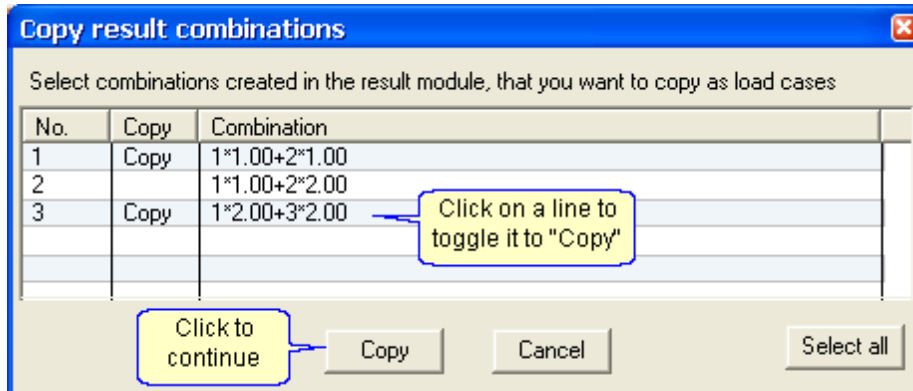 Copy result combinations
Select combinations created in the result module, that you want to copy as load cases
No. Copy Combination
1 Copy 1*1.00+2*1.00
2 1*1.00+2*2.00
3 Copy 1*2.00+3*2.00
Click on a line to
toggle it to "Copy"
Click to
continue
Copy Cancel Select all